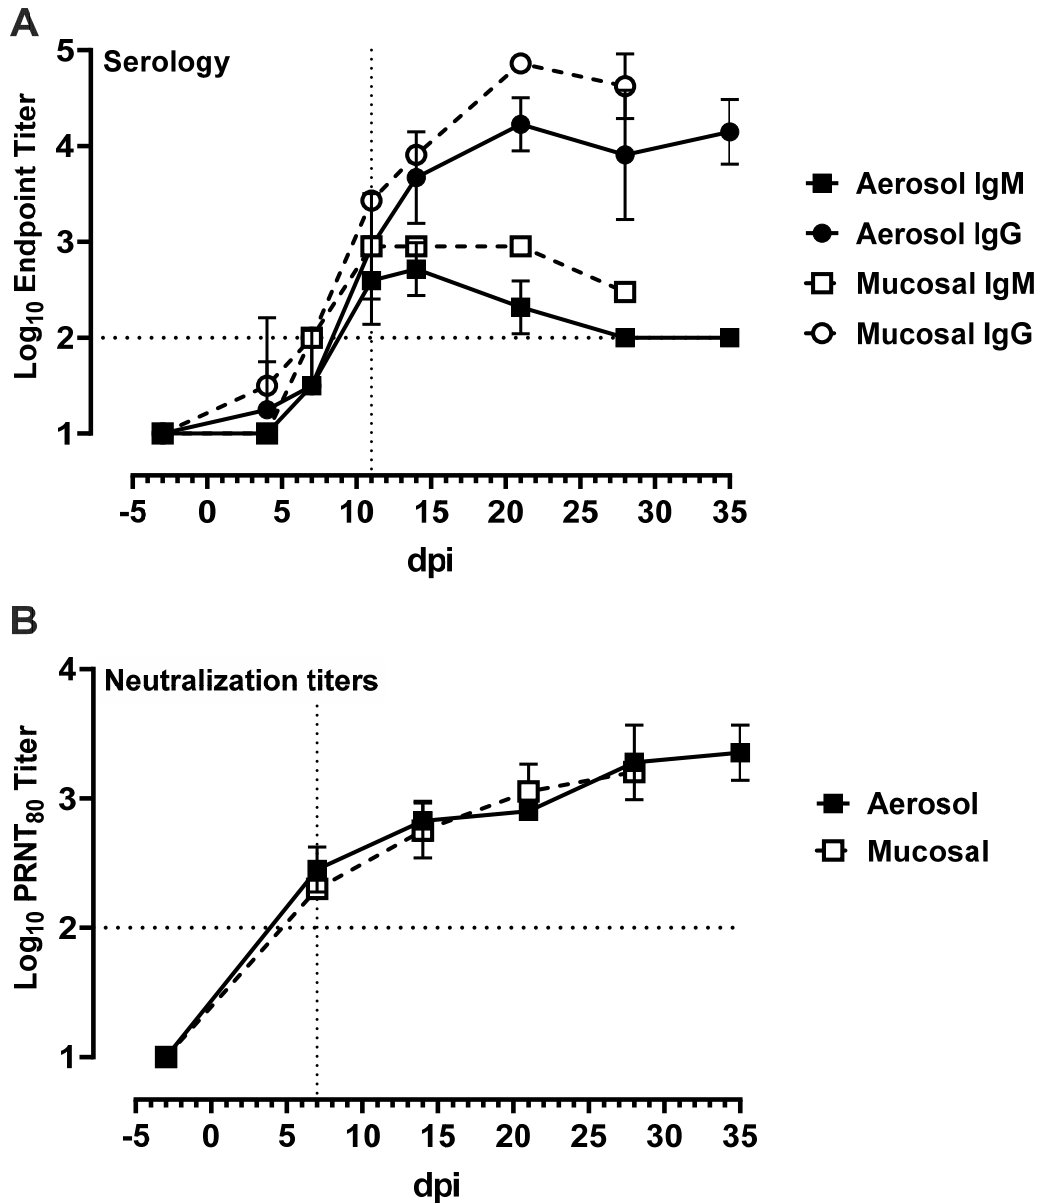 A
Serology
Log10 Endpoint Titer
5
4
3
2
1
-5 0 5 10 15 20 25 30 35
dpi
Aerosol IgM
Aerosol IgG
Mucosal IgM
Mucosal IgG
B
Neutralization titers
Log10 PRNT80 Titer
4
3
2
1
-5 0 5 10 15 20 25 30 35
dpi
Aerosol
Mucosal